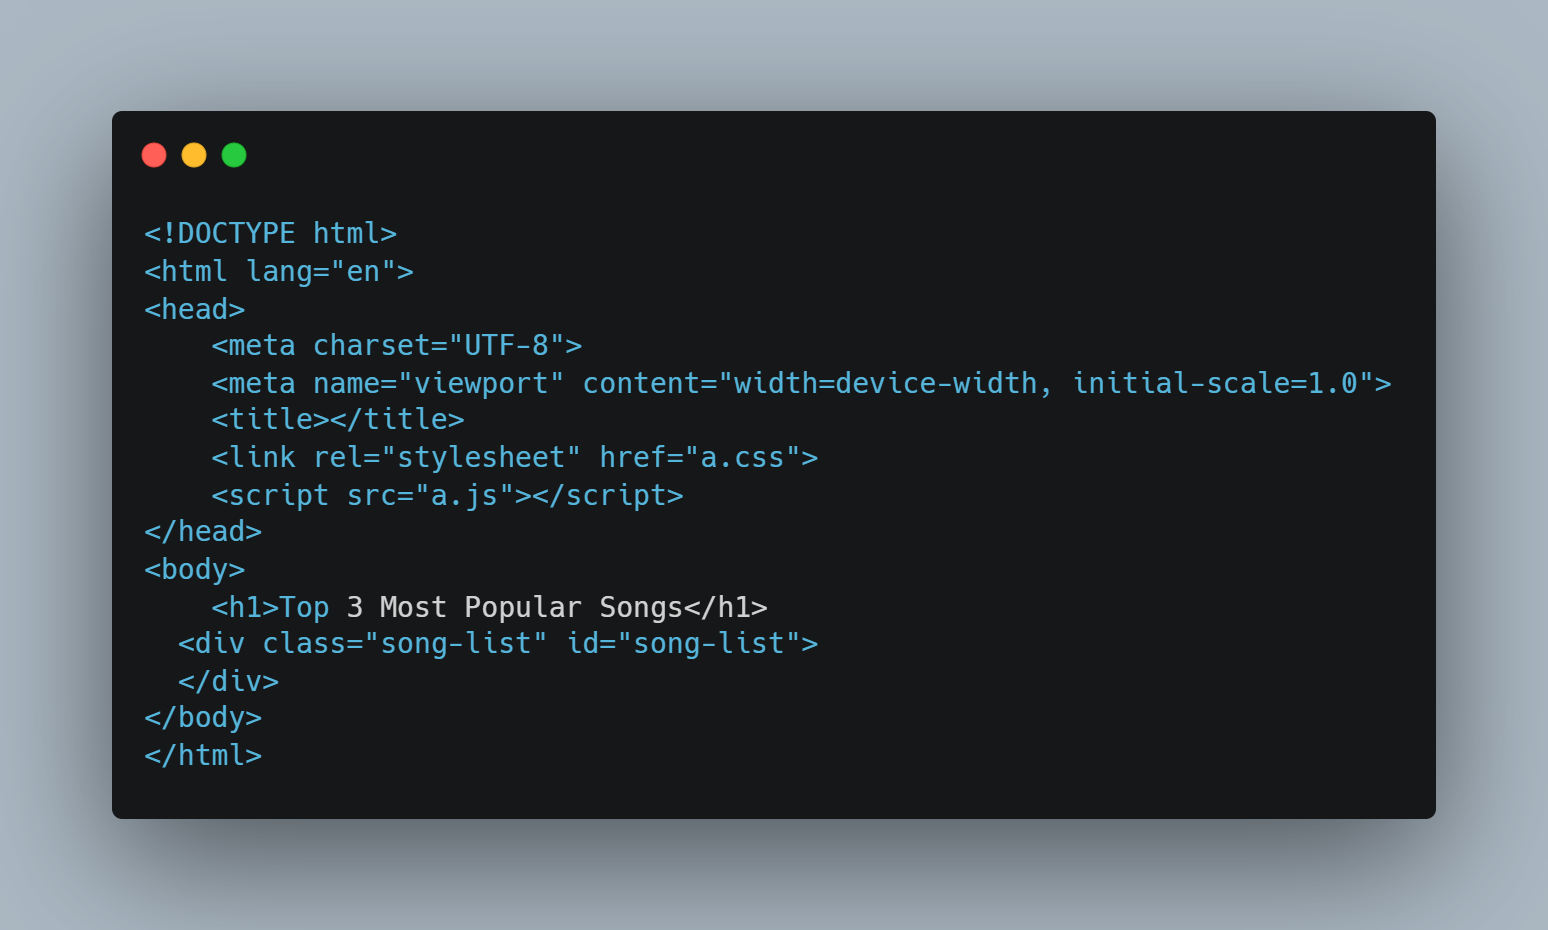 <!DOCTYPE html>
<html lang="en">
<head>
    <meta charset="UTF-8">
    <meta name="viewport" content="width=device-width, initial-scale=1.0">
    <title></title>
    <link rel="stylesheet" href="a.css">
    <script src="a.js"></script>
</head>
<body>
    <h1>Top 3 Most Popular Songs</h1>
  <div class="song-list" id="song-list">
  </div>
</body>
</html>